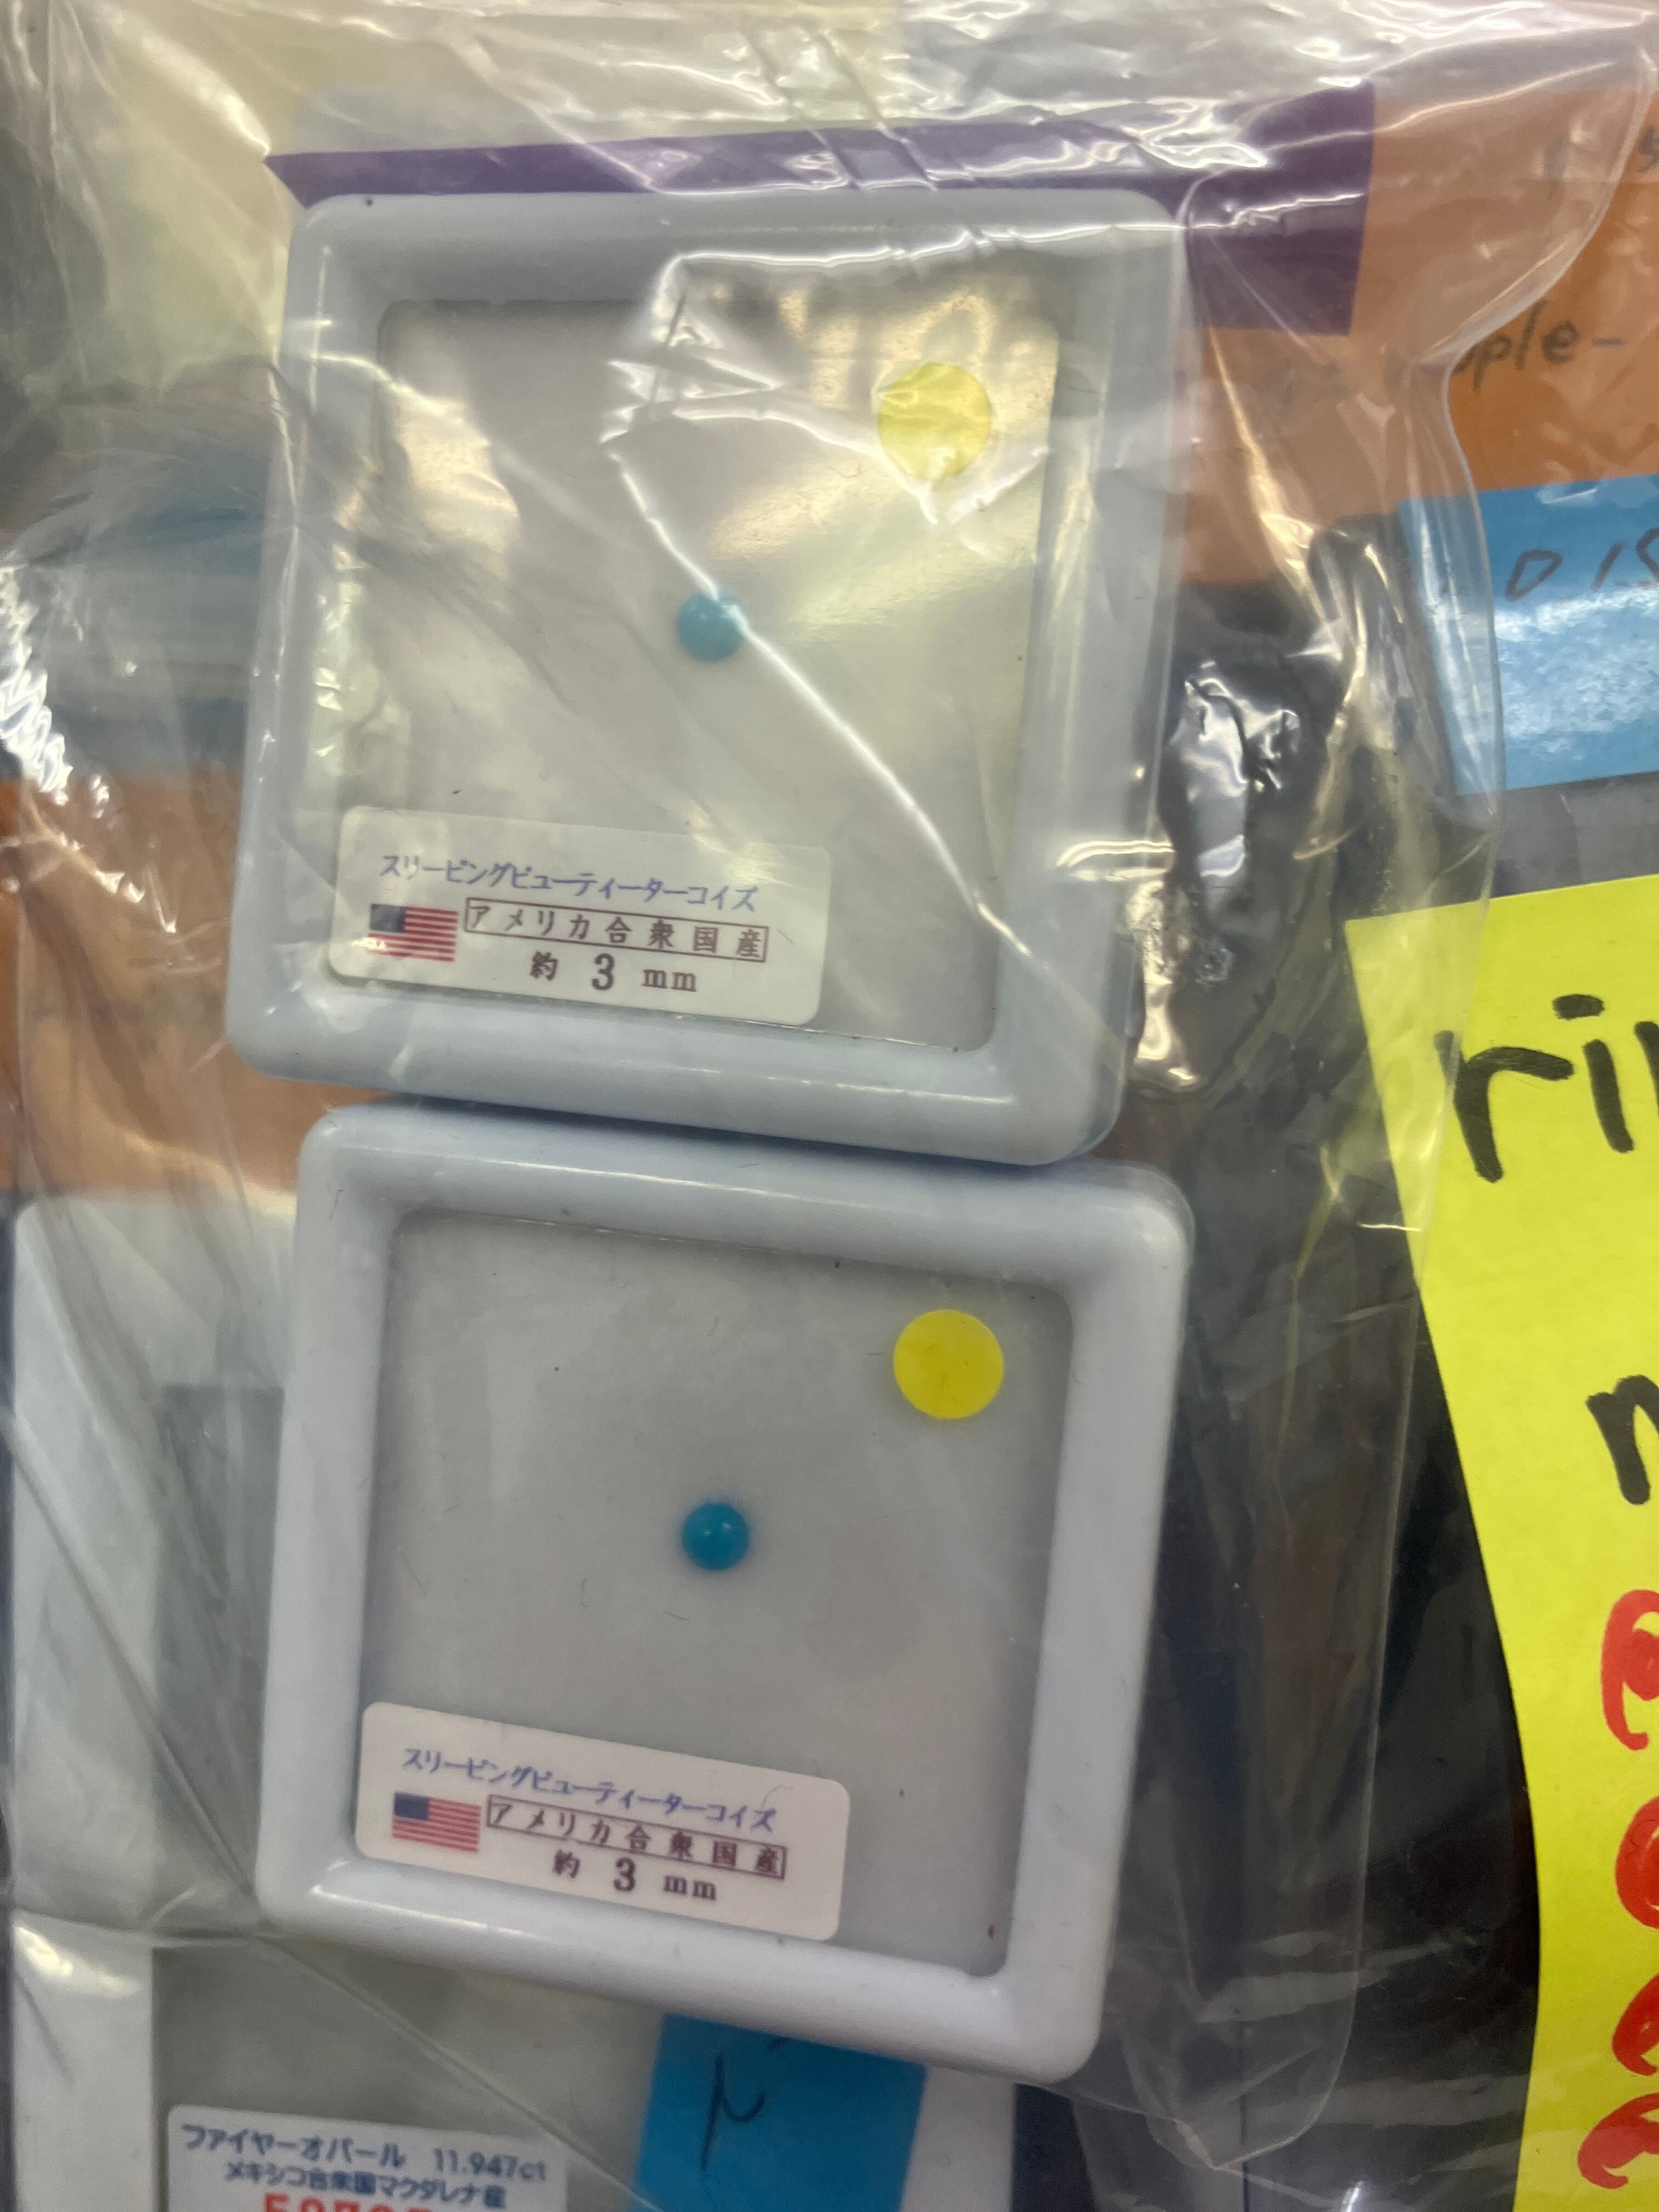 スリーピングビューティーターコイズ
アメリカ合衆国産
約 3 mm
スリーピングビューティーターコイズ
アメリカ合衆国産
約 3 mm
ファイヤーオパール 11.947ct
メキシコ合衆国マグダレナ産